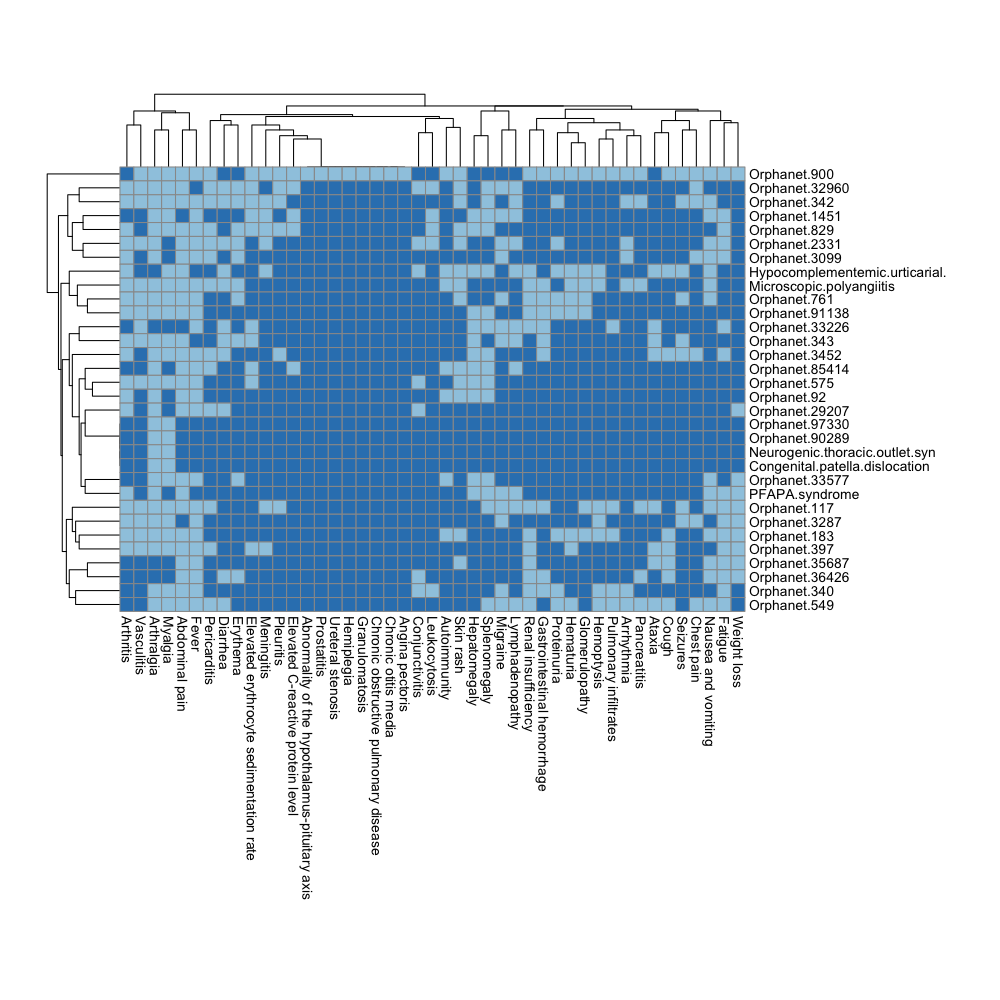 Orphanet.900
Orphanet.32960
Orphanet.342
Orphanet.1451
Orphanet.829
Orphanet.2331
Orphanet.3099
Hypocomplementemic.urticarial.
Microscopic.polyangiitis
Orphanet.761
Orphanet.91138
Orphanet.33226
Orphanet.343
Orphanet.3452
Orphanet.85414
Orphanet.575
Orphanet.92
Orphanet.29207
Orphanet.97330
Orphanet.90289
Neurogenic.thoracic.outlet.syn
Congenital.patella.dislocation
Orphanet.33577
PFAPA.syndrome
Orphanet.117
Orphanet.3287
Orphanet.183
Orphanet.397
Orphanet.35687
Orphanet.36426
Orphanet.340
Orphanet.549
Arthritis
Vasculitis
Arthralgia
Myalgia
Abdominal pain
Fever
Pericarditis
Diarrhea
Erythema
Elevated erythrocyte sedimentation rate
Meningitis
Pleuritis
Elevated C-reactive protein level
Abnormality of the hypothalamus-pituitary axis
Prostatitis
Ureteral stenosis
Hemiplegia
Granulomatosis
Chronic obstructive pulmonary disease
Chronic otitis media
Angina pectoris
Conjunctivitis
Leukocytosis
Autoimmunity
Skin rash
Hepatomegaly
Splenomegaly
Migraine
Lymphadenopathy
Renal insufficiency
Gastrointestinal hemorrhage
Proteinuria
Hematuria
Glomerulopathy
Hemoptysis
Pulmonary infiltrates
Arrhythmia
Pancreatitis
Ataxia
Cough
Seizures
Chest pain
Nausea and vomiting
Fatigue
Weight loss